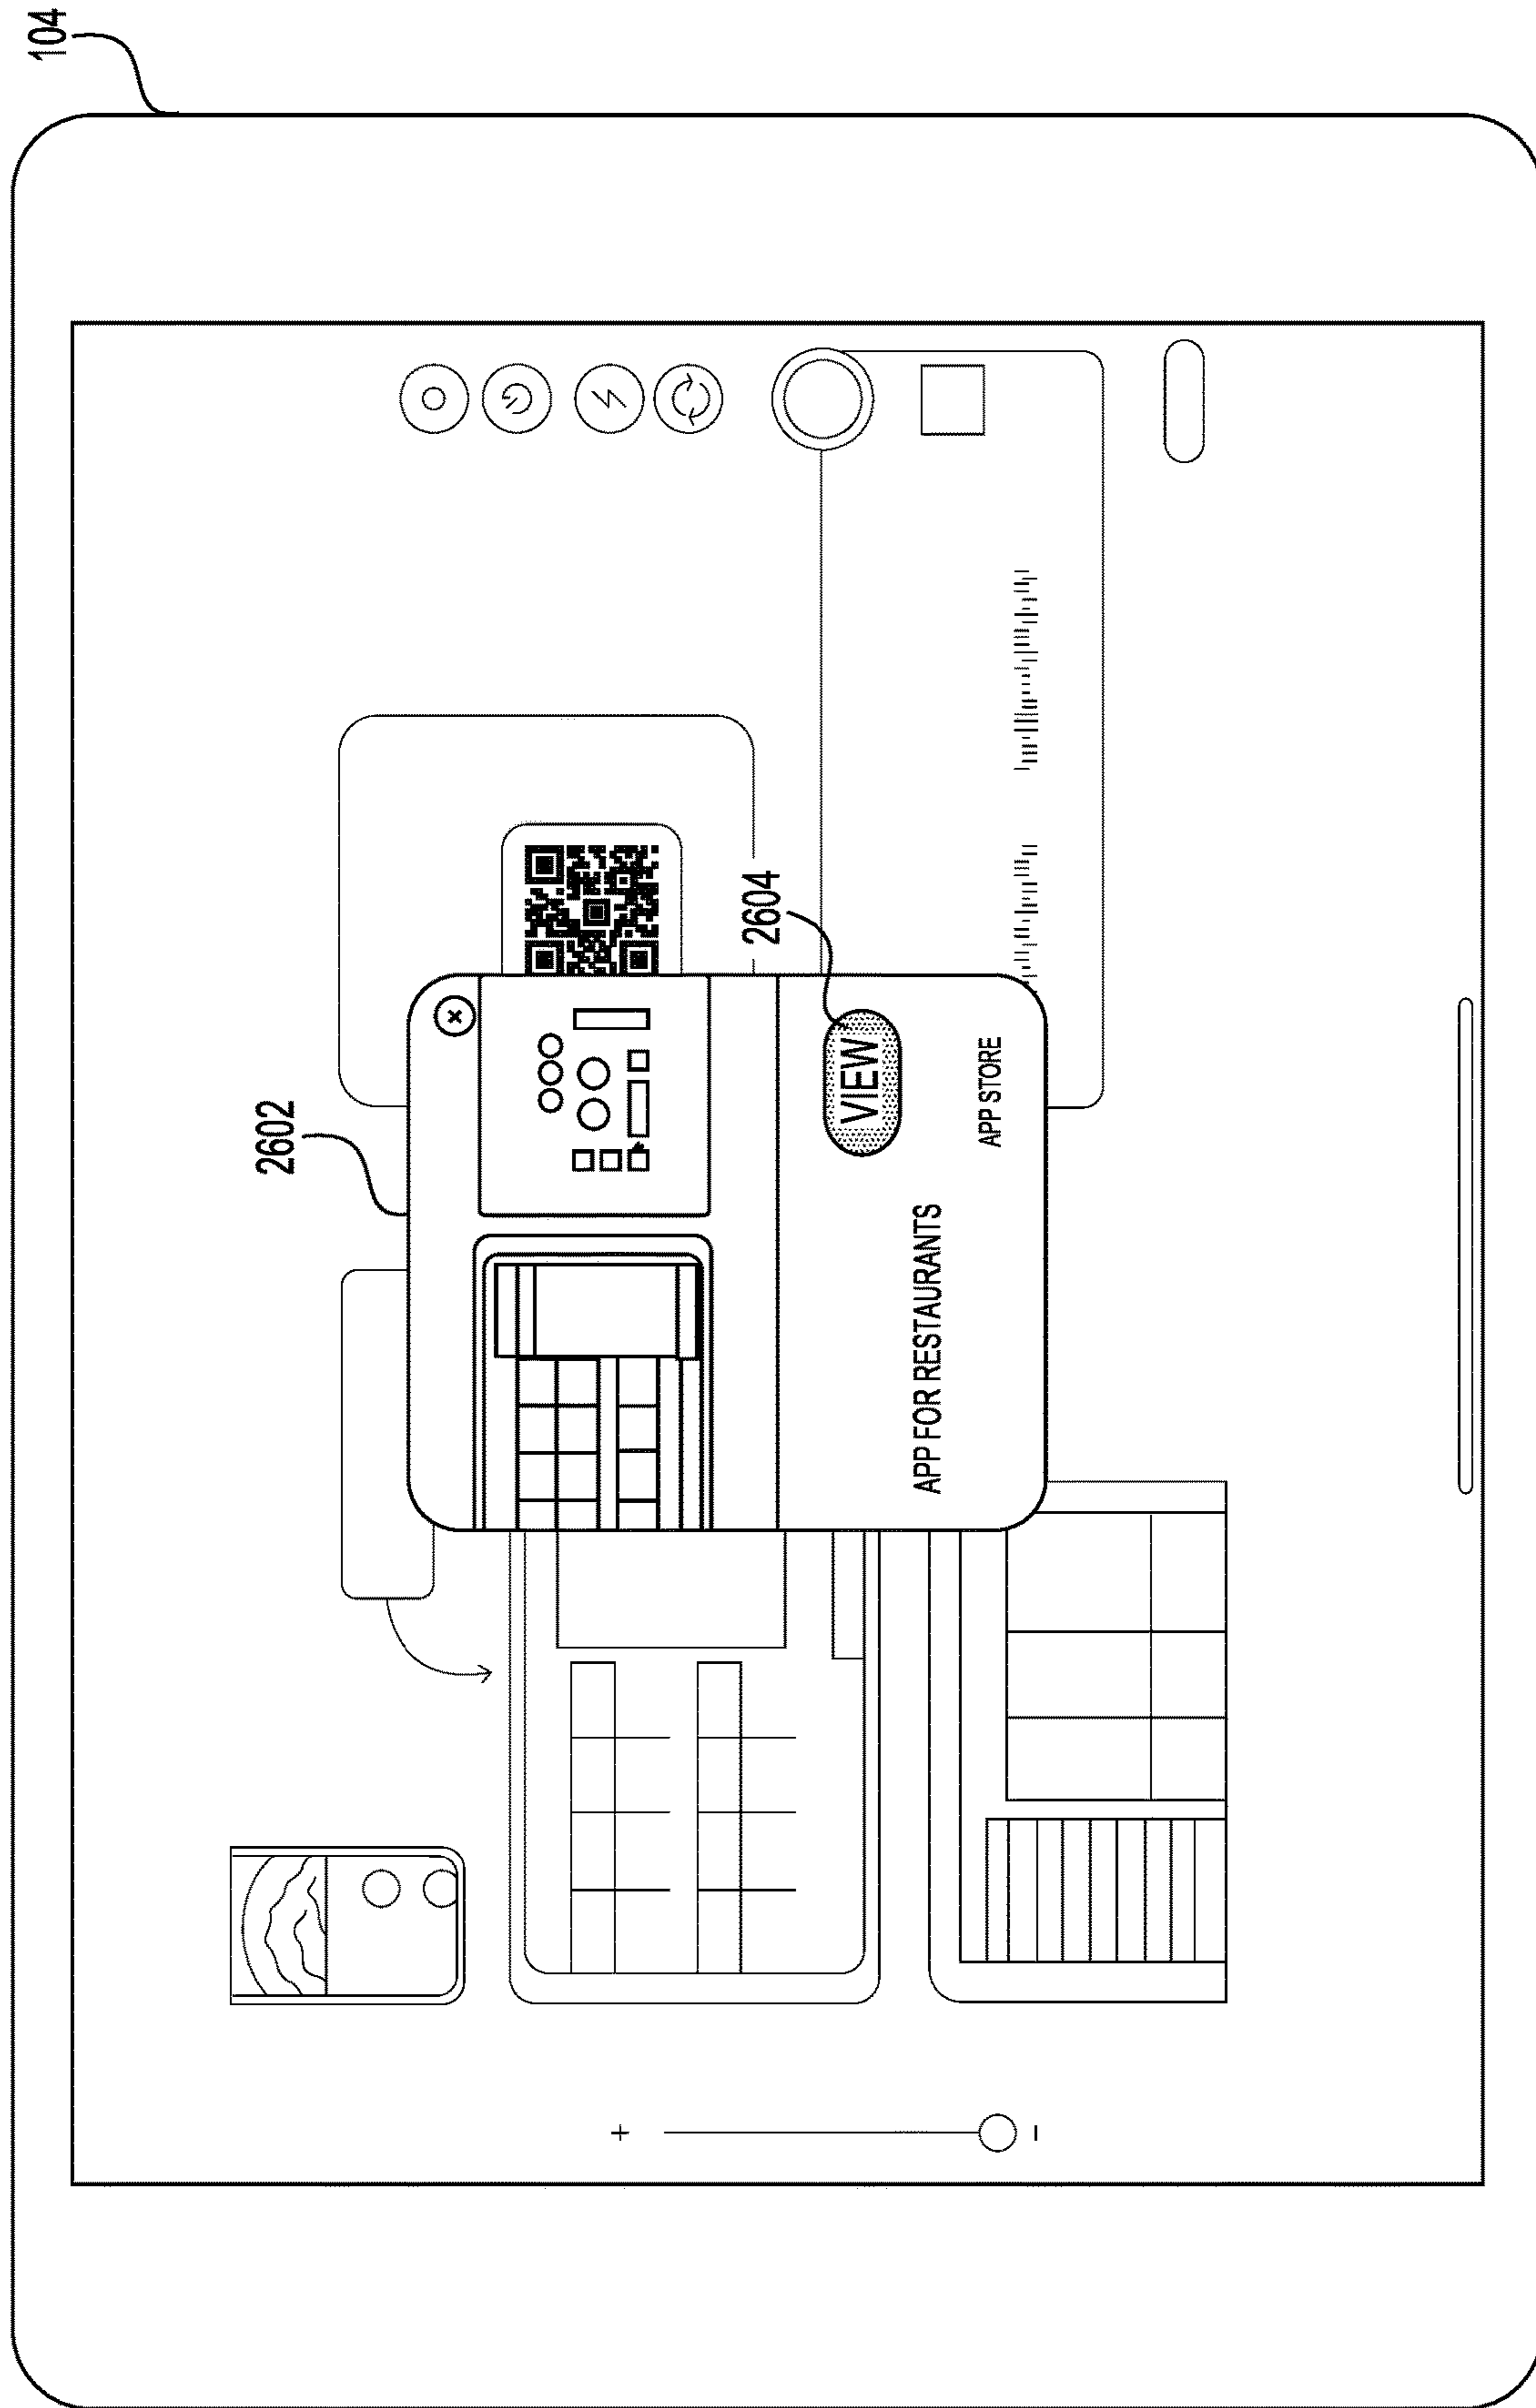 104
2602
2604
×
VIEW
APP FOR RESTAURANTS
APP STORE
+
-